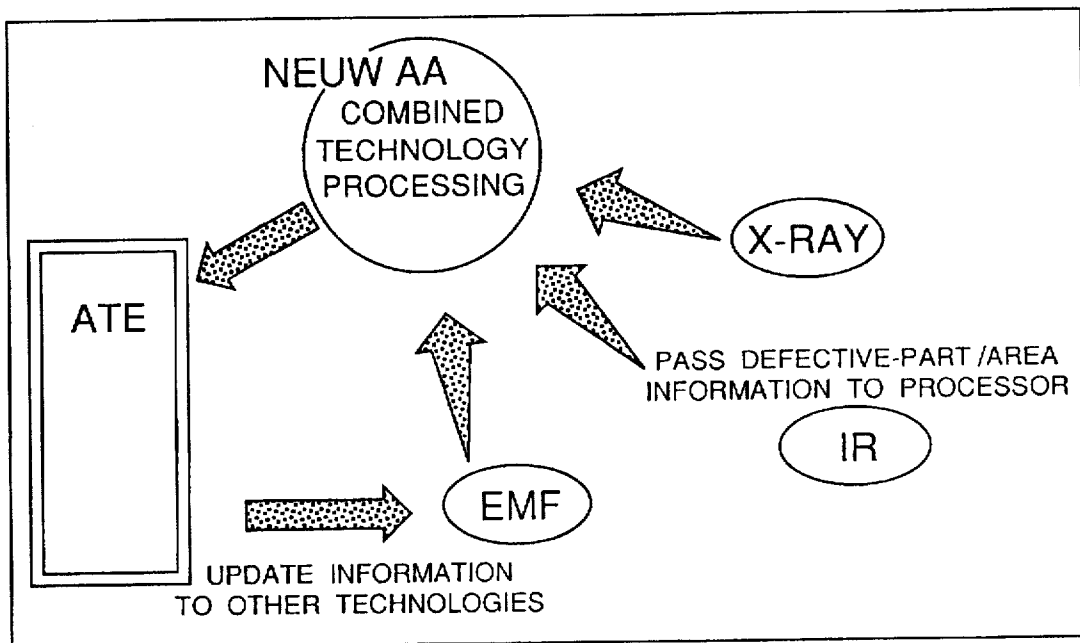 NEUW AA
COMBINED
TECHNOLOGY
PROCESSING
X-RAY
ATE
PASS DEFECTIVE-PART/AREA
INFORMATION TO PROCESSOR
IR
EMF
UPDATE INFORMATION
TO OTHER TECHNOLOGIES